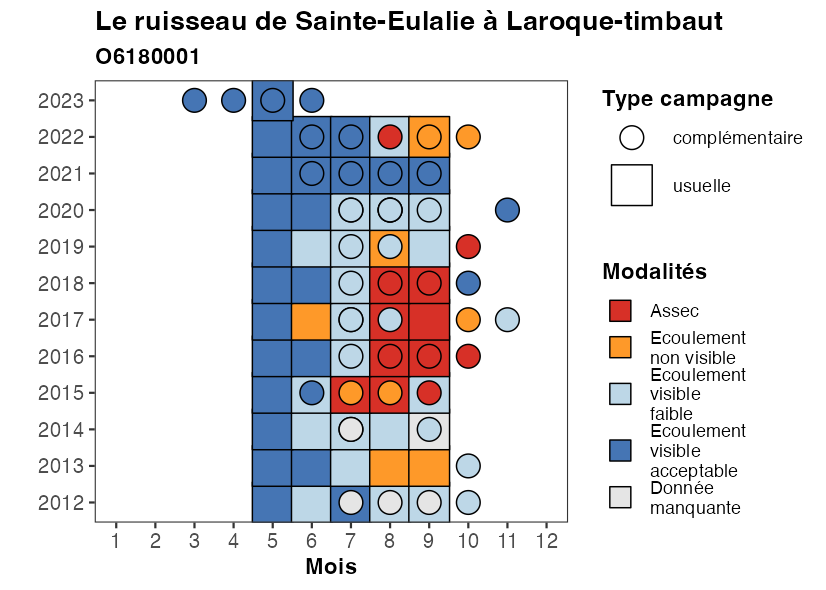 Le ruisseau de Sainte-Eulalie à Laroque-timbaut
O6180001
2023
2022
2021
2020
2019
2018
2017
2016
2015
2014
2013
2012
1 2 3 4 5 6 7 8 9 10 11 12
Mois
Type campagne
complémentaire
usuelle
Modalités
Assec
Ecoulement
non visible
Ecoulement
visible
faible
Ecoulement
visible
acceptable
Donnée
manquante